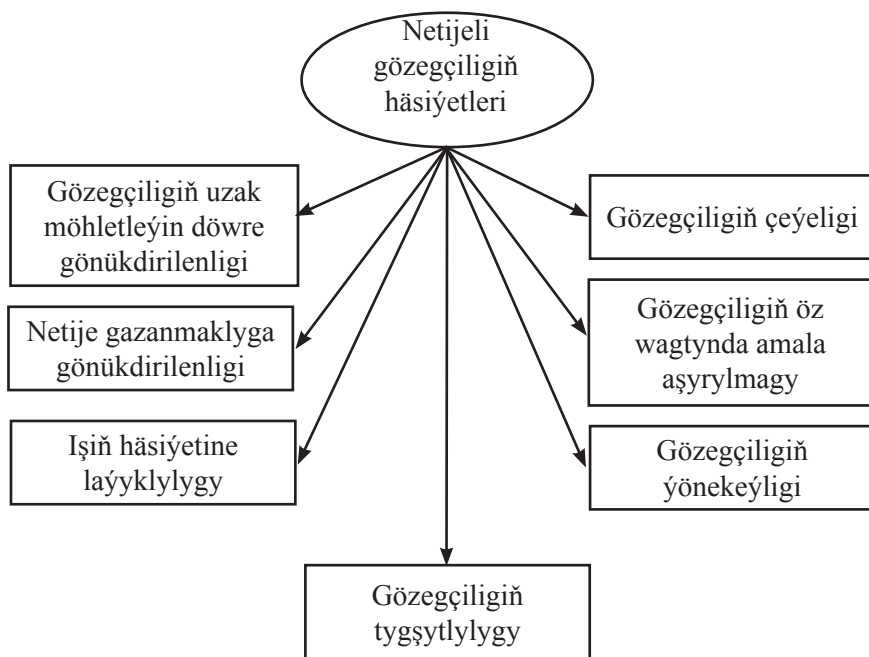 Netijeli
gözegçiligiň
häsiýetleri
Gözegçiligiň uzak
möhletleýin döwre
gönükdirilenligi
Netije gazanmaklyga
gönükdirilenligi
Işiň häsiýetine
laýyklylygy
Gözegçiligiň çeýeligi
Gözegçiligiň öz
wagtynda amala
aşyrylmagy
Gözegçiligiň
ýönekeýligi
Gözegçiligiň
tygşytlylygy